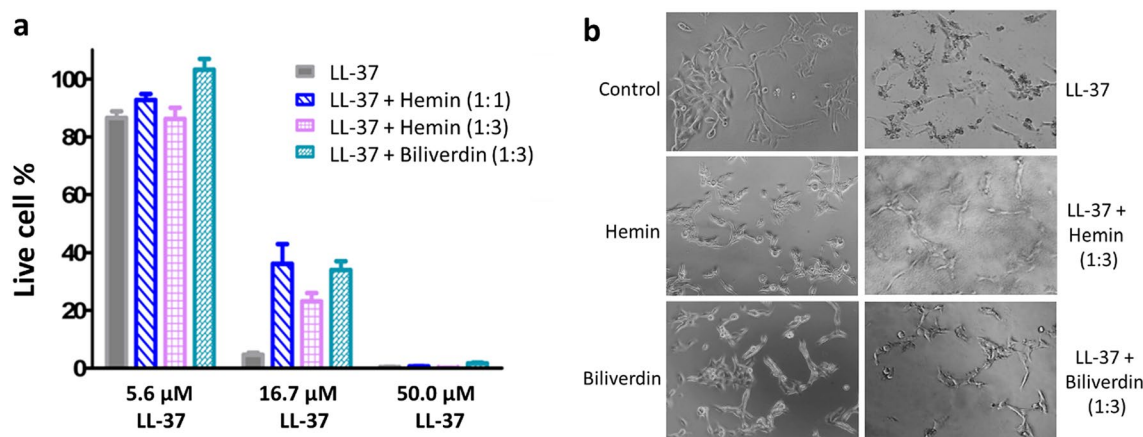 a
Live cell %
100
80
60
40
20
0
LL-37
LL-37 + Hemin (1:1)
LL-37 + Hemin (1:3)
LL-37 + Biliverdin (1:3)
5.6 µM
LL-37
16.7 µM
LL-37
50.0 µM
LL-37
b
Control
LL-37
Hemin
LL-37 +
Hemin
(1:3)
Biliverdin
LL-37 +
Biliverdin
(1:3)